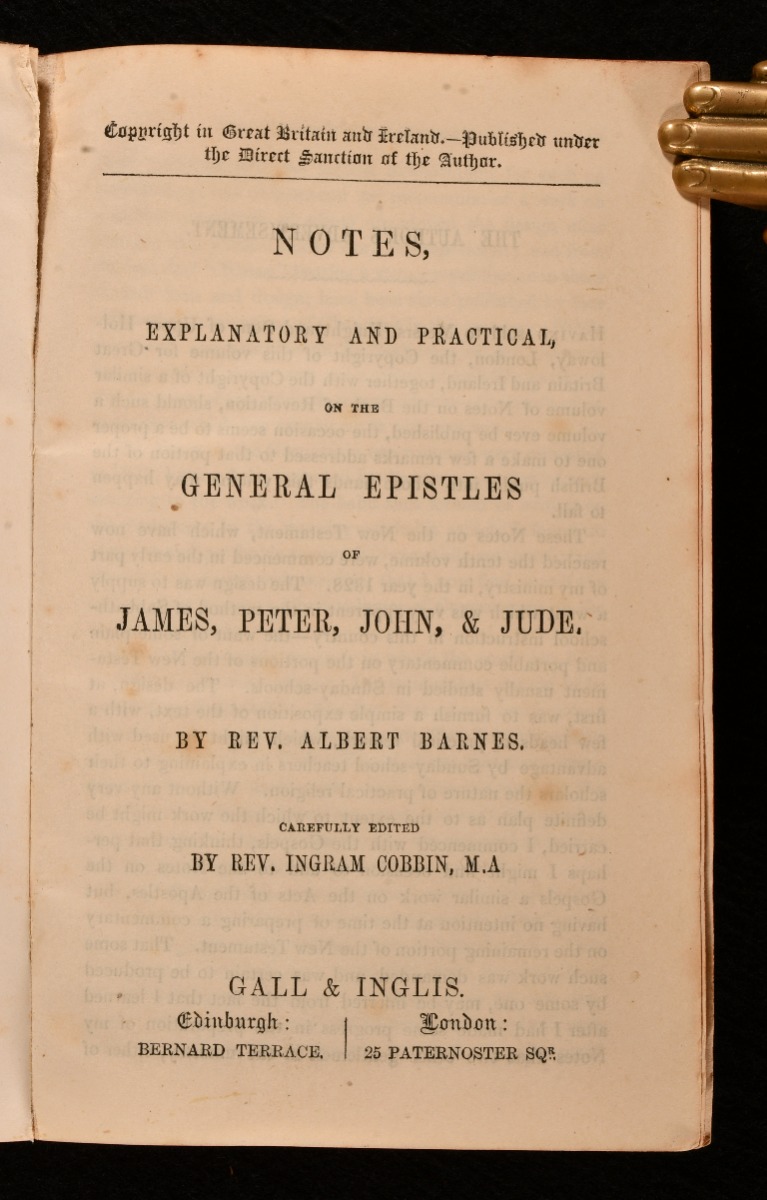 Copyright in Great Britain and Ireland.—Published under
the Direct Sanction of the Author.
NOTES,
EXPLANATORY AND PRACTICAL,
ON THE
GENERAL EPISTLES
OF
JAMES, PETER, JOHN, & JUDE.
BY REV. ALBERT BARNES.
CAREFULLY EDITED
BY REV. INGRAM COBBIN, M.A
GALL & INGLIS.
Edinburgh: London:
BERNARD TERRACE. 25 PATERNOSTER SQR.